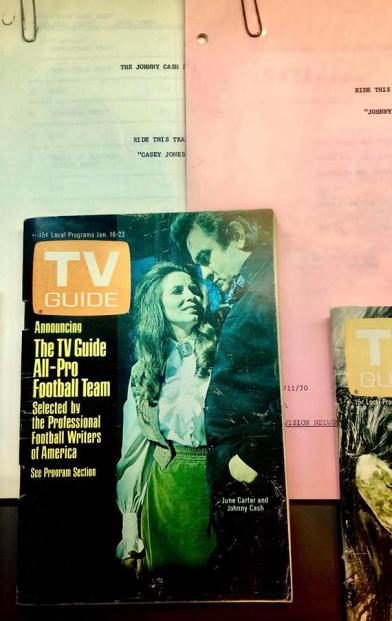 THE JOHNNY CASH
RIDE THIS TRA
"CASEY JONES
RIDE THIS
"JOHNNY
/11/70
VISION NETWO
15¢ Local Programs Jan. 16-22
TV
GUIDE
Announcing
The TV Guide
All-Pro
Football Team
Selected by
the Professional
Football Writers
of America
See Program Section
June Carter and
Johnny Cash
T
GU
15¢ Local Pro